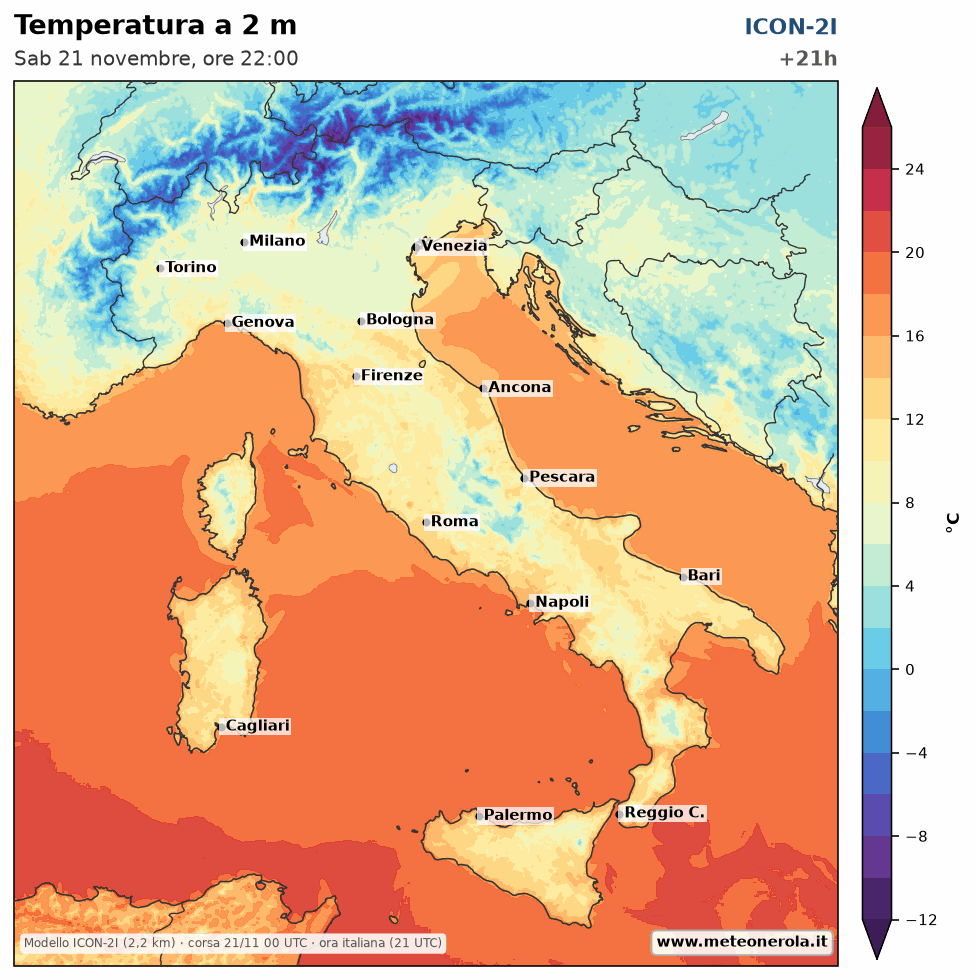 Temperatura a 2 m
ICON-2I
Sab 21 novembre, ore 22:00
+21h
Milano
Venezia
Torino
Genova
Bologna
Firenze
Ancona
Pescara
Roma
Bari
Napoli
Cagliari
Palermo
Reggio C.
24
20
16
12
8
4
0
−4
−8
−12
°C
Modello ICON-2I (2,2 km) · corsa 21/11 00 UTC · ora italiana (21 UTC)
www.meteonerola.it